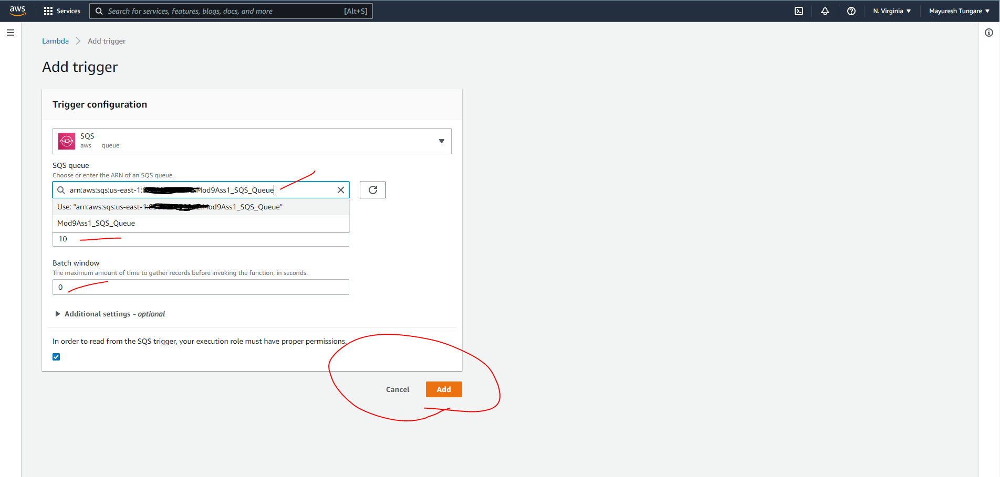 aws Services Search for services, features, blogs, docs, and more [Alt+S] N. Virginia Mayuresh Tungare
Lambda Add trigger
Add trigger
Trigger configuration
SQS
aws queue
SQS queue
Choose or enter the ARN of an SQS queue.
arn:aws:sqs:us-east-1: Mod9Ass1_SQS_Queue
Use: "arn:aws:sqs:us-east-1: Mod9Ass1_SQS_Queue"
Mod9Ass1_SQS_Queue
10
Batch window
The maximum amount of time to gather records before invoking the function, in seconds.
0
Additional settings - optional
In order to read from the SQS trigger, your execution role must have proper permissions.
Cancel Add